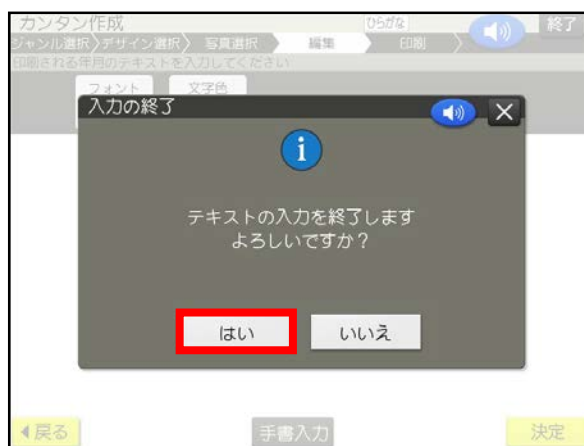 カンタン作成
ひらがな
終了
ジャンル選択〉デザイン選択〉 写真選択
編集
印刷
印刷される年月のテキストを入力してください
フォント
文字色
入力の終了
テキストの入力を終了します
よろしいですか？
はい
いいえ
戻る
手書入力
決定